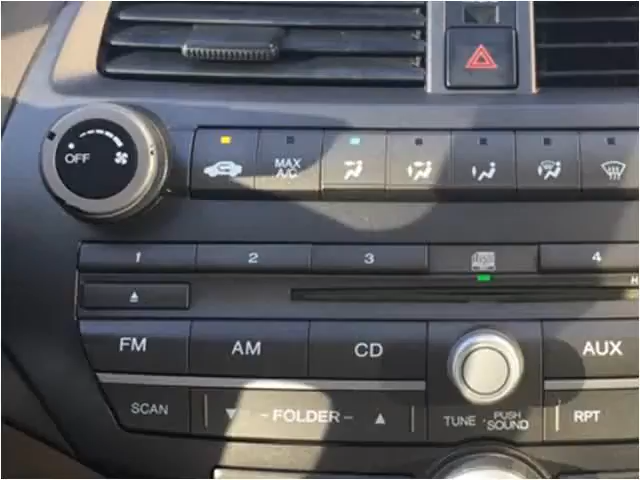 OFF
MAX
A/C
1 2 3 4
FM AM CD AUX
SCAN - FOLDER - TUNE PUSH SOUND RPT